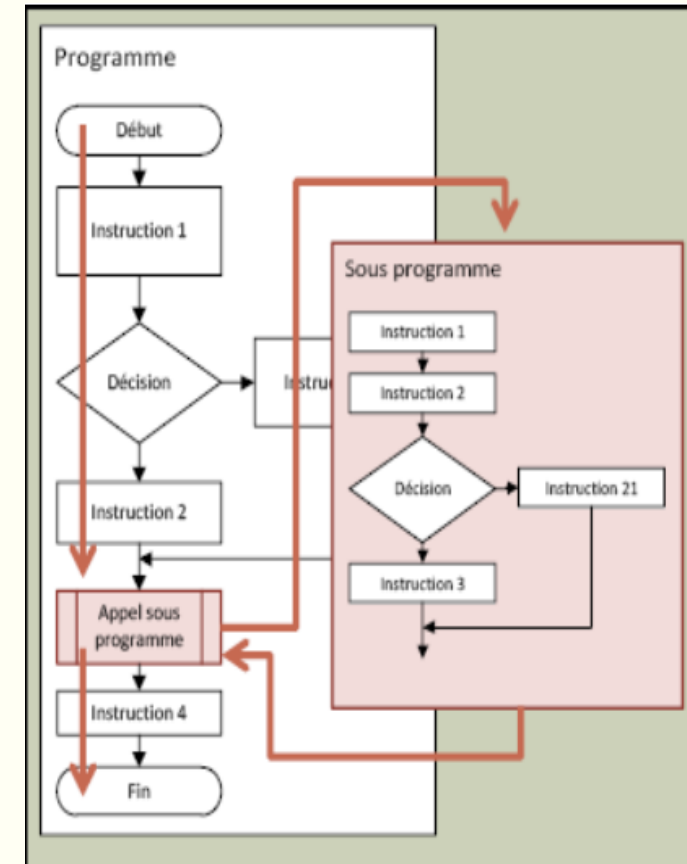 Programme
Début
Instruction 1
Décision
Instruction 2
Appel sous
programme
Instruction 4
Fin
Sous programme
Instruction 1
Instruction 2
Décision
Instruction 21
Instruction 3